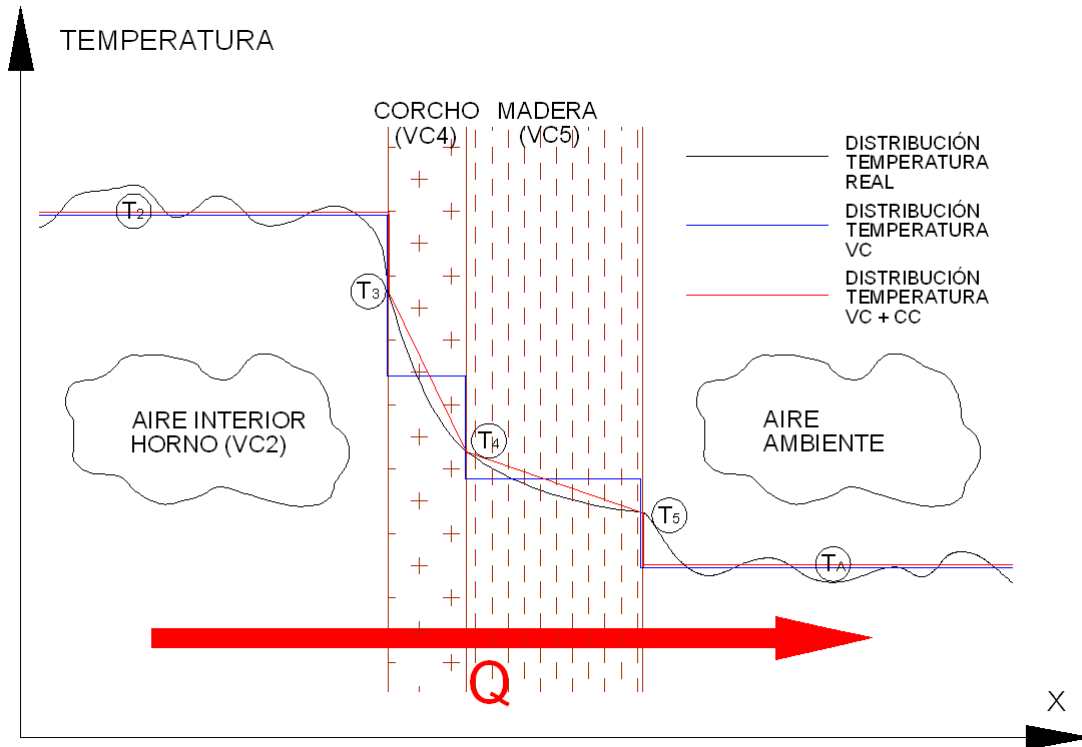 TEMPERATURA
CORCHO
(VC4)
MADERA
(VC5)
DISTRIBUCIÓN
TEMPERATURA
REAL
DISTRIBUCIÓN
TEMPERATURA
VC
DISTRIBUCIÓN
TEMPERATURA
VC + CC
T2
T3
T4
T5
TA
AIRE INTERIOR
HORNO (VC2)
AIRE
AMBIENTE
Q
X